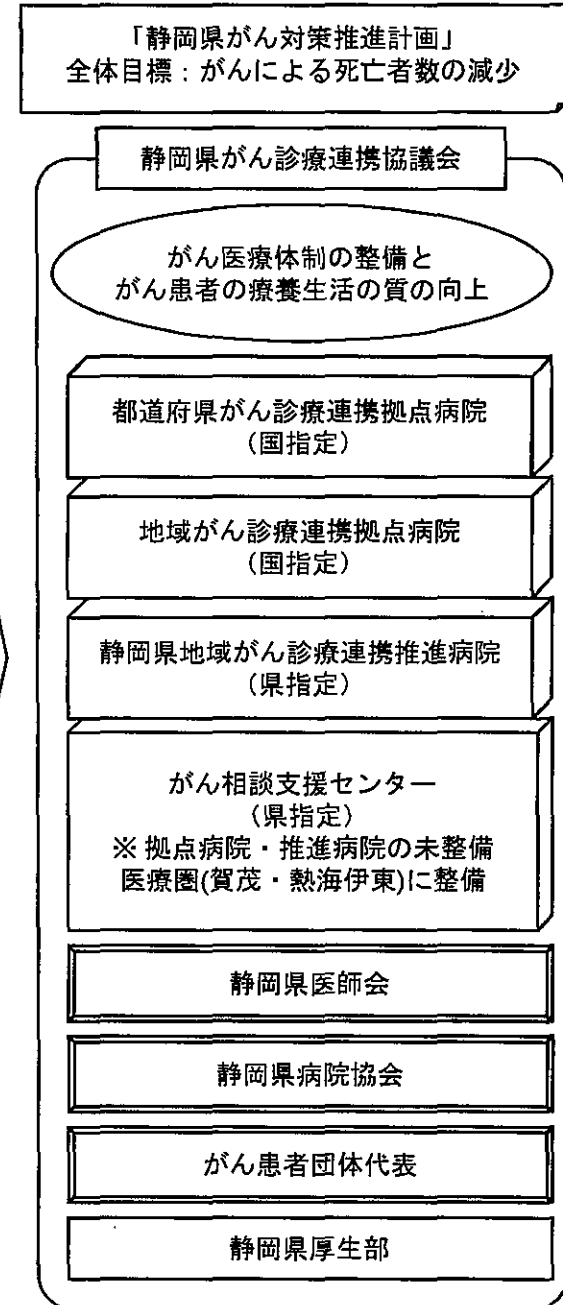 「静岡県がん対策推進計画」
全体目標：がんによる死亡者数の減少
静岡県がん診療連携協議会
がん医療体制の整備と
がん患者の療養生活の質の向上
都道府県がん診療連携拠点病院
（国指定）
地域がん診療連携拠点病院
（国指定）
静岡県地域がん診療連携推進病院
（県指定）
がん相談支援センター
（県指定）
※ 拠点病院・推進病院の未整備
医療圏(賀茂・熱海伊東)に整備
静岡県医師会
静岡県病院協会
がん患者団体代表
静岡県厚生部